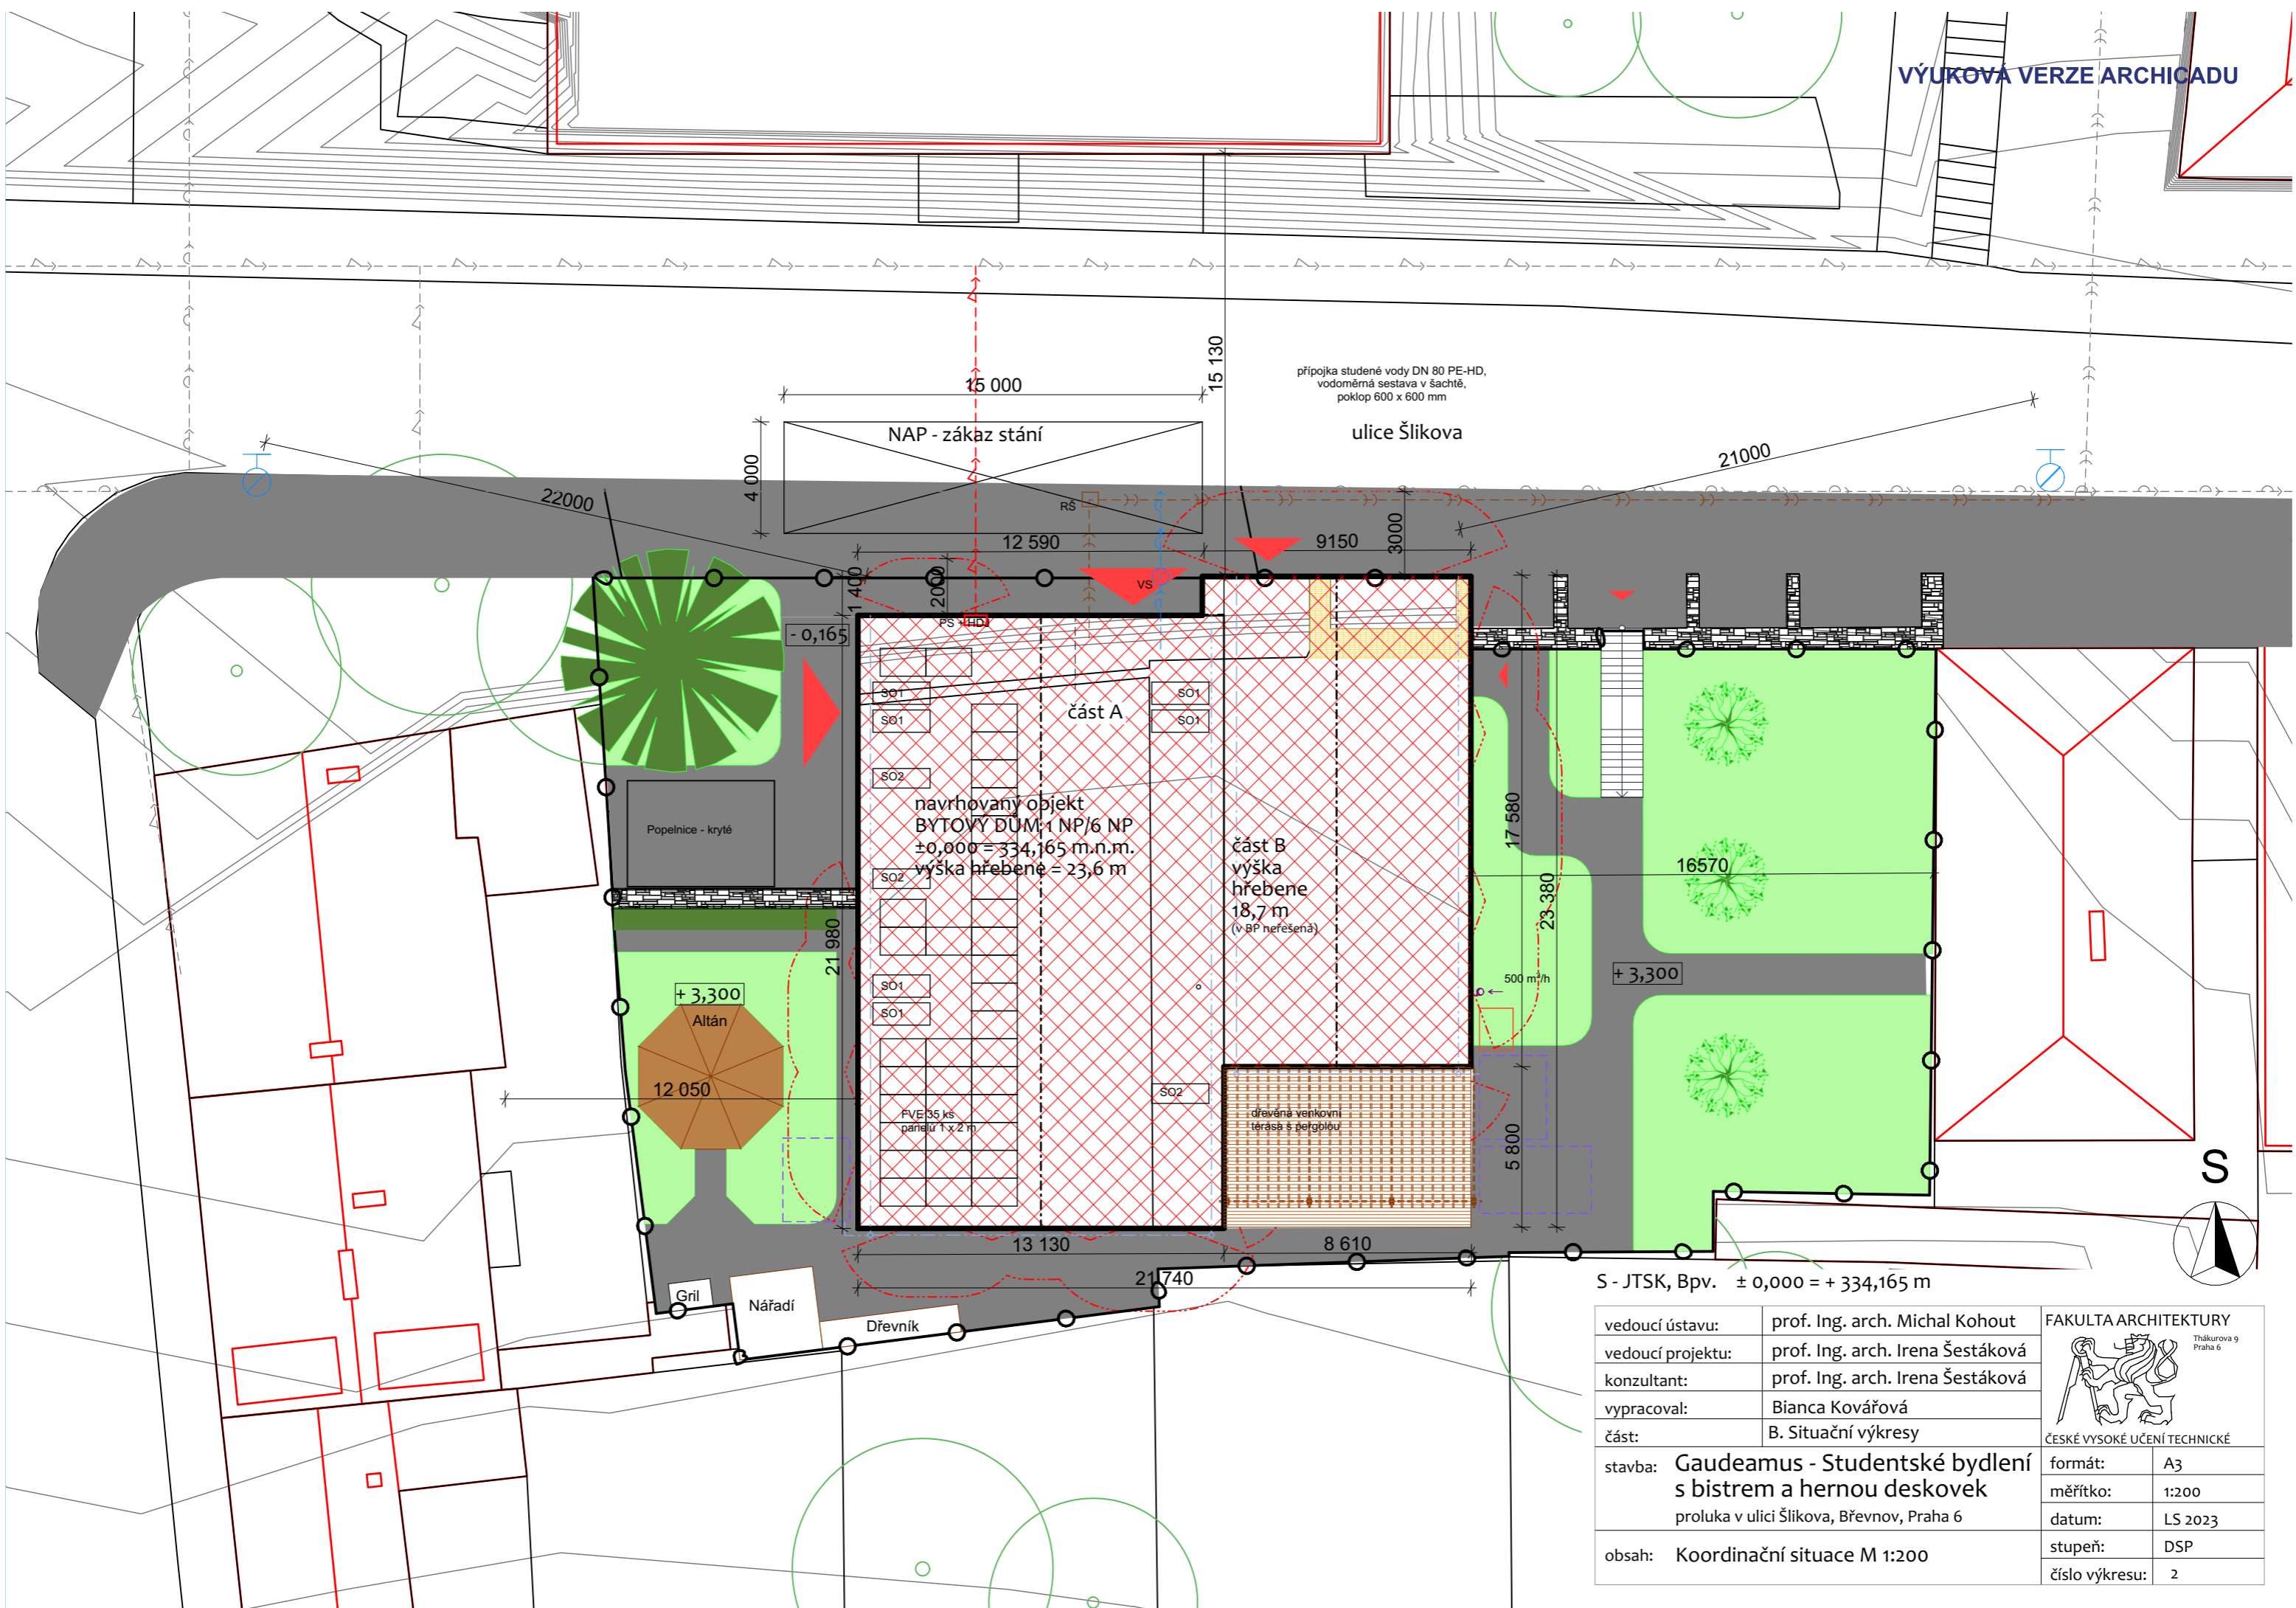 VÝUKOVÁ VERZE ARCHICADU
15 130
přípojka studené vody DN 80 PE-HD,
vodoměrná sestava v šachtě,
poklop 600 x 600 mm
15 000
NAP - zákaz stání
ulice Šlikova
4 000
22000
21000
RŠ
12 590
9150
3000
1 400
2000
VS
PS + HDJ
- 0,165
SO1
SO1
SO1
SO1
část A
SO2
navrhovaný objekt
BYTOVÝ DŮM 1 NP/6 NP
±0,000 = 334,165 m.n.m.
výška hřebene = 23,6 m
Popelnice - kryté
SO2
část B
výška
hřebene
18,7 m
(v BP neřešená)
17 580
16570
23 380
21 980
500 m³/h
+ 3,300
+ 3,300
Altán
SO1
SO1
12 050
SO2
FVE 35 ks
panelů 1 x 2 m
dřevěná venkovní
terasa s pergolou
5 800
13 130
8 610
21 740
Gril
Nářadí
Dřevník
S
S - JTSK, Bpv. ± 0,000 = + 334,165 m
vedoucí ústavu: prof. Ing. arch. Michal Kohout
vedoucí projektu: prof. Ing. arch. Irena Šestáková
konzultant: prof. Ing. arch. Irena Šestáková
vypracoval: Bianca Kovářová
část: B. Situační výkresy
FAKULTA ARCHITEKTURY
Thákurova 9
Praha 6
ČESKÉ VYSOKÉ UČENÍ TECHNICKÉ
stavba: Gaudeamus - Studentské bydlení
s bistrem a hernou deskovek
proluka v ulici Šlikova, Břevnov, Praha 6
obsah: Koordinační situace M 1:200
formát: A3
měřítko: 1:200
datum: LS 2023
stupeň: DSP
číslo výkresu: 2